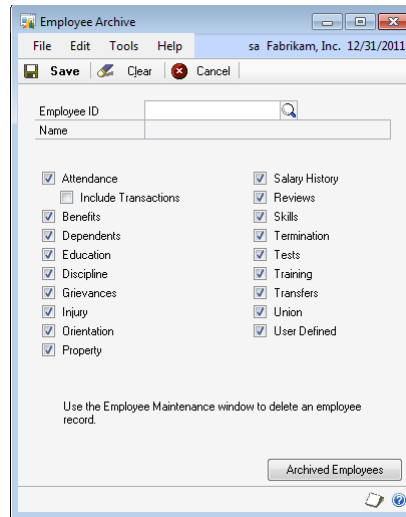 Employee Archive
File Edit Tools Help sa Fabrikam, Inc. 12/31/2011
Save Clear Cancel
Employee ID
Name
Attendance
Include Transactions
Benefits
Dependents
Education
Discipline
Grievances
Injury
Orientation
Property
Salary History
Reviews
Skills
Termination
Tests
Training
Transfers
Union
User Defined
Use the Employee Maintenance window to delete an employee
record.
Archived Employees